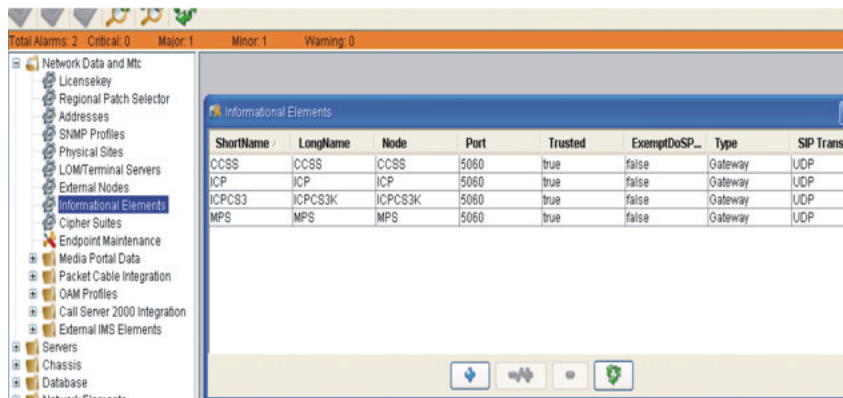 Total Alarms: 2 Critical: 0 Major: 1 Minor: 1 Warning: 0
Network Data and Mtc
Licensekey
Regional Patch Selector
Addresses
SNMP Profiles
Physical Sites
LOM/Terminal Servers
External Nodes
Informational Elements
Cipher Suites
Endpoint Maintenance
Media Portal Data
Packet Cable Integration
OAM Profiles
Call Server 2000 Integration
External IMS Elements
Servers
Chassis
Database
Network Elements
Informational Elements
ShortName LongName Node Port Trusted ExemptDoSP... Type SIP Trans
CCSS CCSS CCSS 5060 true false Gateway UDP
ICP ICP ICP 5060 true false Gateway UDP
ICPCS3 ICPCS3K ICPCS3K 5060 true false Gateway UDP
MPS MPS MPS 5060 true false Gateway UDP